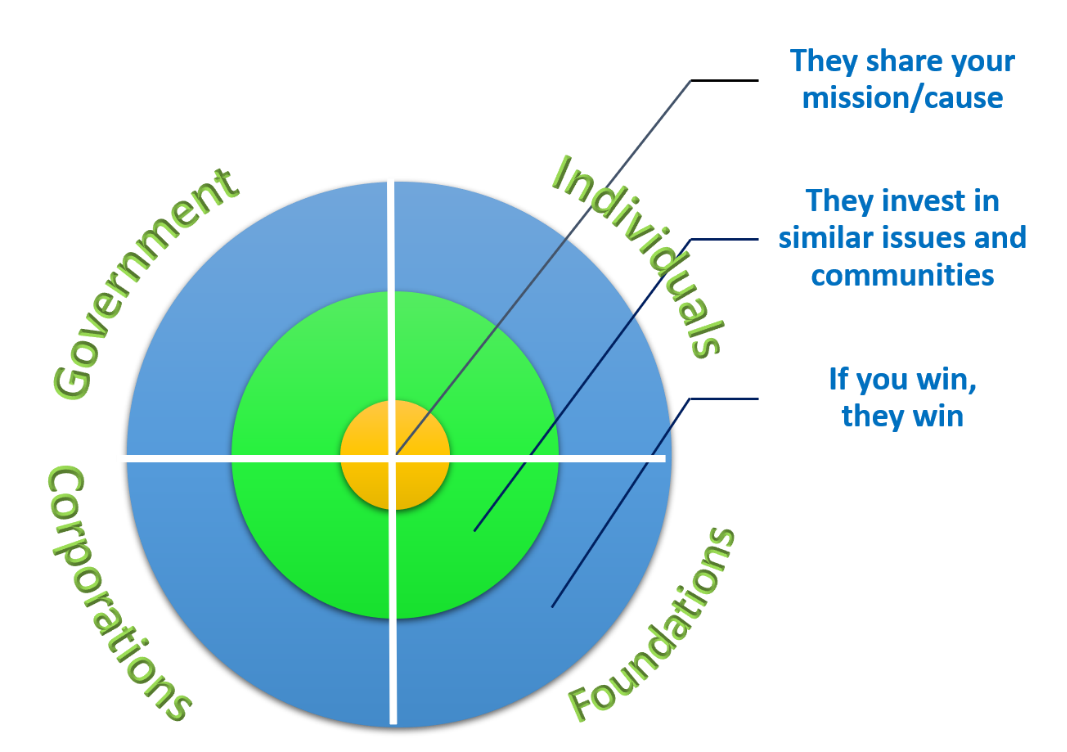 They share your
mission/cause
Government
Individuals
They invest in
similar issues and
communities
If you win,
they win
Corporations
Foundations